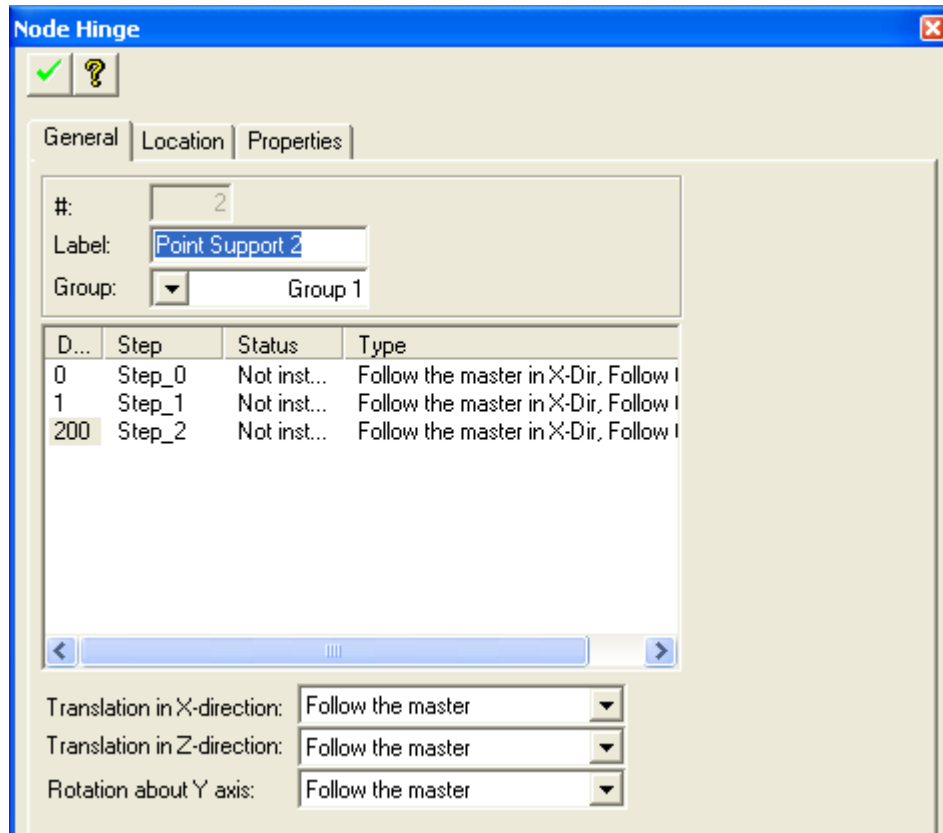 Node Hinge
General Location Properties
#: 2
Label: Point Support 2
Group: Group 1
D... Step Status Type
0 Step_0 Not inst... Follow the master in X-Dir, Follow
1 Step_1 Not inst... Follow the master in X-Dir, Follow
200 Step_2 Not inst... Follow the master in X-Dir, Follow
Translation in X-direction: Follow the master
Translation in Z-direction: Follow the master
Rotation about Y axis: Follow the master